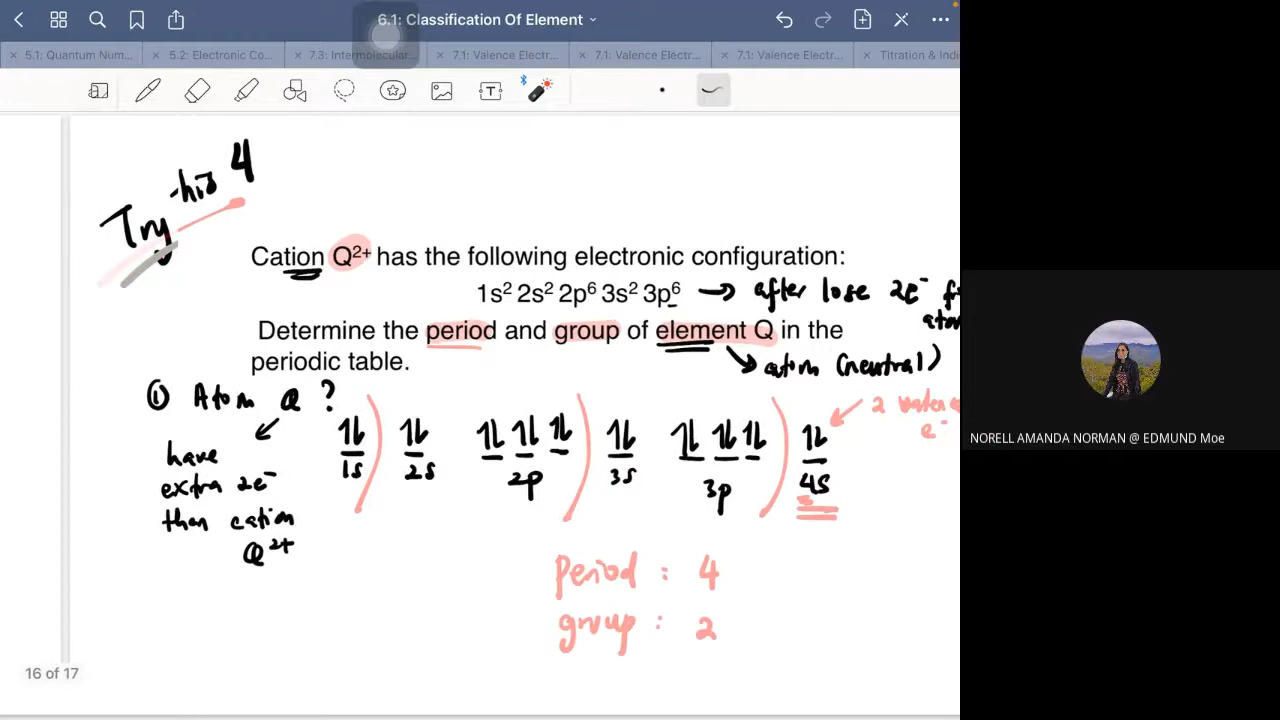 6.1: Classification Of Element
5.1: Quantum Num...
5.2: Electronic Co...
7.3: Intermolecular
7.1: Valence Electr...
7.1: Valence Electr...
7.1: Valence Electr...
Titration & Indi
Try this 4
Cation Q²⁺ has the following electronic configuration:
1s² 2s² 2p⁶ 3s² 3p⁶ → after lose 2e⁻ f
atom
Determine the period and group of element Q in the
periodic table.
atom (neutral)
① Atom Q ?
have
extra 2e⁻
than cation
Q²⁺
2 valen
e⁻
1s 2s 2p 3s 3p 4s
Period : 4
group : 2
16 of 17
NORELL AMANDA NORMAN @ EDMUND Moe